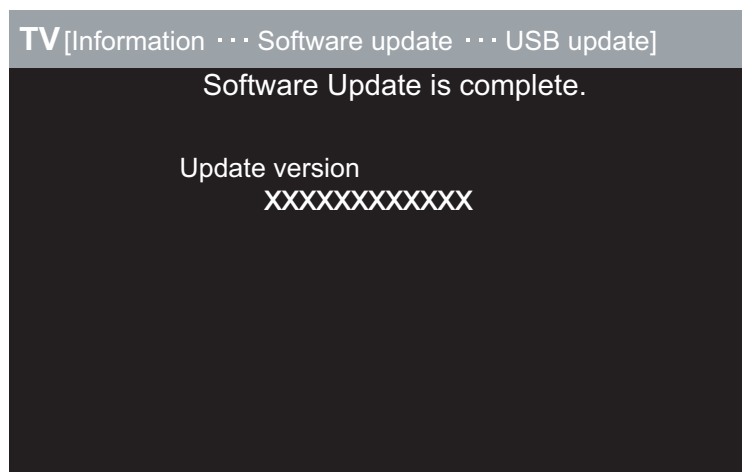 TV [Information ··· Software update ··· USB update]
Software Update is complete.
Update version
XXXXXXXXXXXX